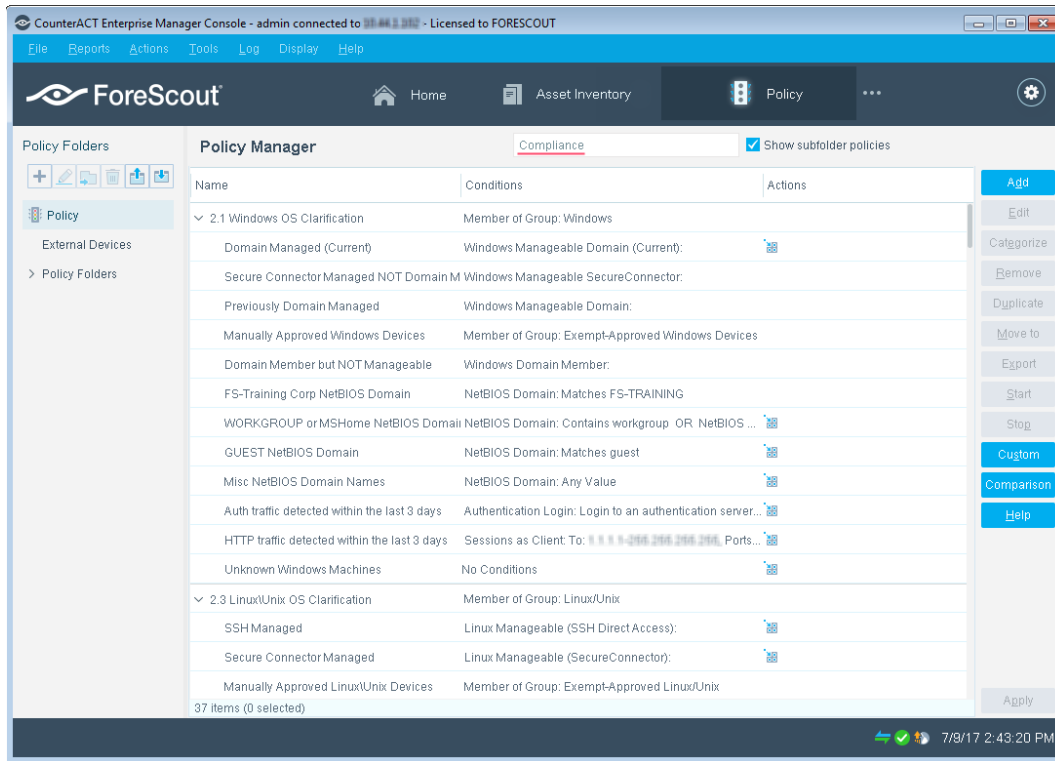 CounterACT Enterprise Manager Console - admin connected to - Licensed to FORESCOUT
File Reports Actions Tools Log Display Help
ForeScout
Home
Asset Inventory
Policy
Policy Folders
Policy Manager
Compliance
Show subfolder policies
Name Conditions Actions
Add
Policy
2.1 Windows OS Clarification Member of Group: Windows
Edit
External Devices
Domain Managed (Current) Windows Manageable Domain (Current):
Categorize
Policy Folders
Secure Connector Managed NOT Domain M Windows Manageable SecureConnector:
Remove
Previously Domain Managed Windows Manageable Domain:
Duplicate
Manually Approved Windows Devices Member of Group: Exempt-Approved Windows Devices
Move to
Domain Member but NOT Manageable Windows Domain Member:
Export
FS-Training Corp NetBIOS Domain NetBIOS Domain: Matches FS-TRAINING
Start
WORKGROUP or MSHome NetBIOS Domai NetBIOS Domain: Contains workgroup OR NetBIOS ...
Stop
GUEST NetBIOS Domain NetBIOS Domain: Matches guest
Custom
Misc NetBIOS Domain Names NetBIOS Domain: Any Value
Comparison
Auth traffic detected within the last 3 days Authentication Login: Login to an authentication server...
Help
HTTP traffic detected within the last 3 days Sessions as Client: To: Ports...
Unknown Windows Machines No Conditions
2.3 Linux\Unix OS Clarification Member of Group: Linux/Unix
SSH Managed Linux Manageable (SSH Direct Access):
Secure Connector Managed Linux Manageable (SecureConnector):
Manually Approved Linux\Unix Devices Member of Group: Exempt-Approved Linux/Unix
Apply
37 items (0 selected)
7/9/17 2:43:20 PM